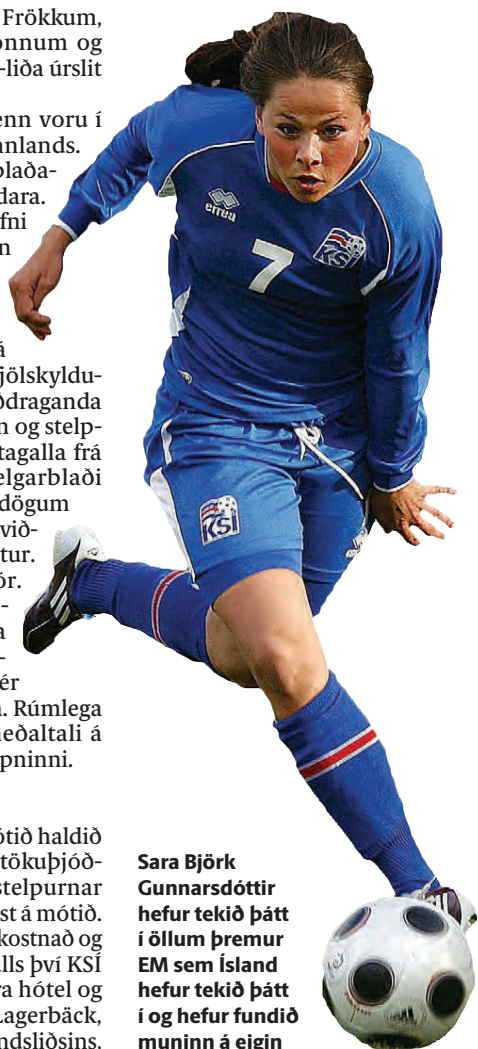 Frökkum,
onnum og
-liða úrslit
enn voru í
anlands.
blaða-
dara.
fni
n
á
jölskyldu-
ðdraganda
n og stelp-
tagalla frá
elgarblaði
dögum
við-
tur.
ór.
-
a
-
ér
. Rúmlega
neðaltali á
pninni.
ótið haldið
tökuþjóð-
stelpurnar
st á mótið.
kostnað og
lls því KSÍ
ra hótel og
Lagerbäck,
ndsliðsins.
errea
KSÍ
7
KSÍ
Sara Björk
Gunnarsdóttir
hefur tekið þátt
í öllum þremur
EM sem Ísland
hefur tekið þátt
í og hefur fundið
muninn á eigin